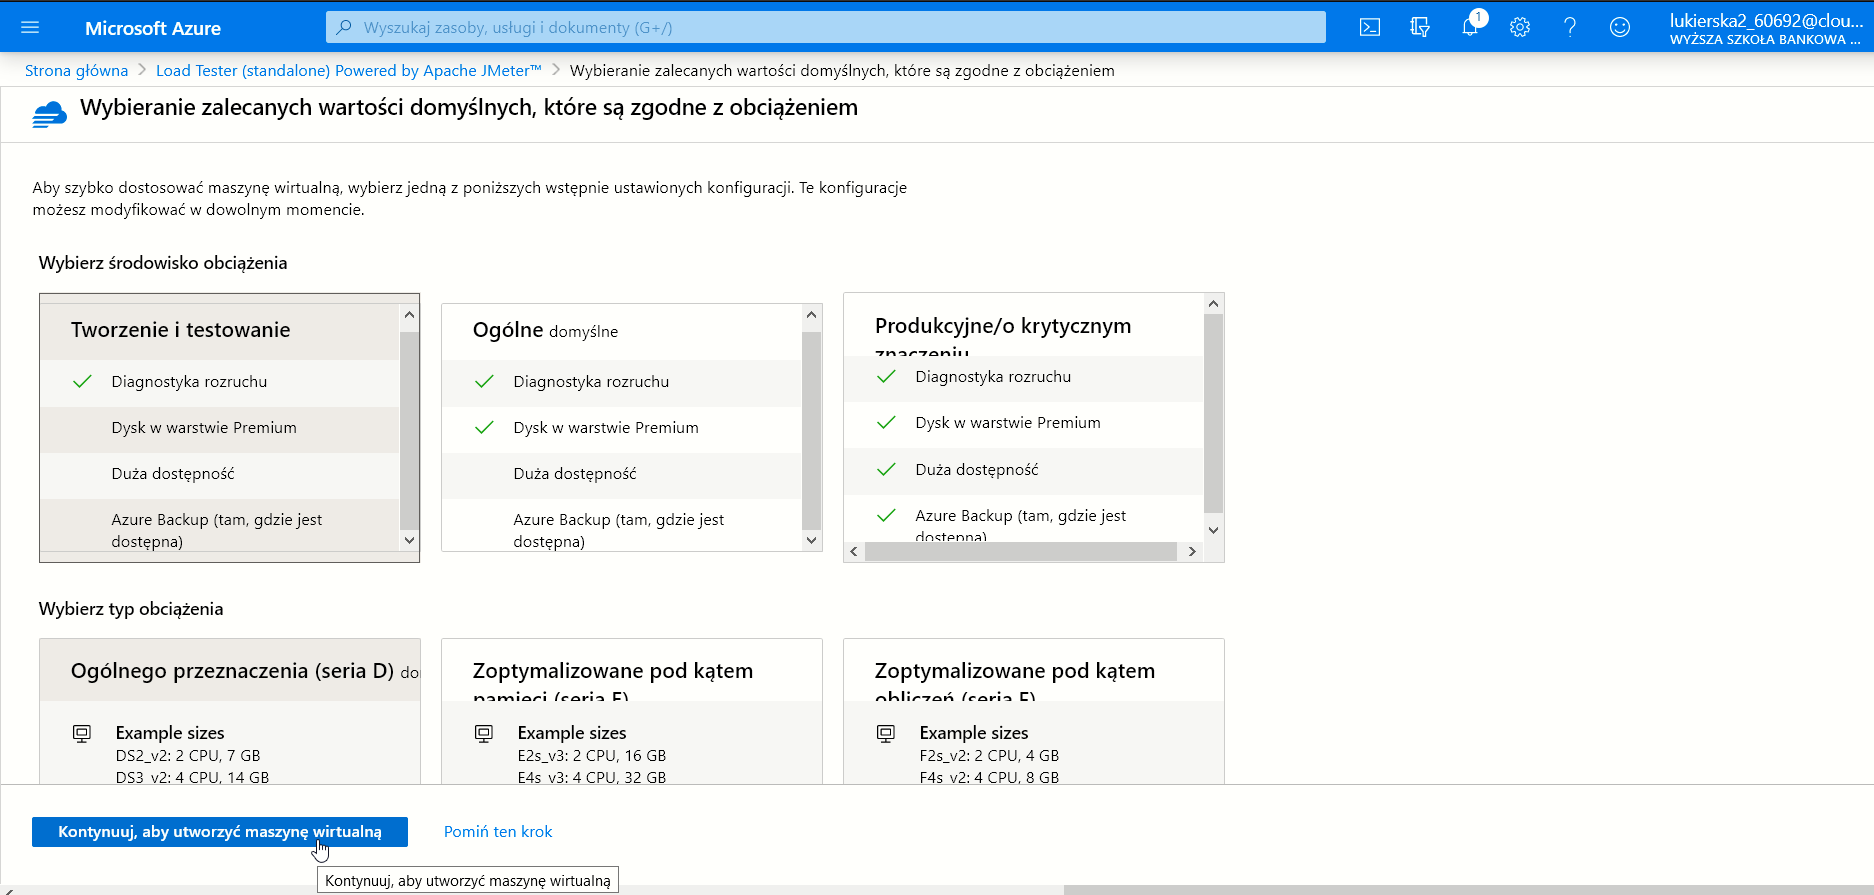 Microsoft Azure
Wyszukaj zasoby, usługi i dokumenty (G+/)
1
lukierska2_60692@clou...
WYŻSZA SZKOŁA BANKOWA ...
Strona główna > Load Tester (standalone) Powered by Apache JMeter™ > Wybieranie zalecanych wartości domyślnych, które są zgodne z obciążeniem
Wybieranie zalecanych wartości domyślnych, które są zgodne z obciążeniem
Aby szybko dostosować maszynę wirtualną, wybierz jedną z poniższych wstępnie ustawionych konfiguracji. Te konfiguracje
możesz modyfikować w dowolnym momencie.
Wybierz środowisko obciążenia
Tworzenie i testowanie
Diagnostyka rozruchu
Dysk w warstwie Premium
Duża dostępność
Azure Backup (tam, gdzie jest
dostępna)
Ogólne domyślne
Diagnostyka rozruchu
Dysk w warstwie Premium
Duża dostępność
Azure Backup (tam, gdzie jest
dostępna)
Produkcyjne/o krytycznym
znaczeniu
Diagnostyka rozruchu
Dysk w warstwie Premium
Duża dostępność
Azure Backup (tam, gdzie jest
dostępna)
Wybierz typ obciążenia
Ogólnego przeznaczenia (seria D) do
Example sizes
DS2_v2: 2 CPU, 7 GB
DS3_v2: 4 CPU, 14 GB
Zoptymalizowane pod kątem
pamięci (seria E)
Example sizes
E2s_v3: 2 CPU, 16 GB
E4s_v3: 4 CPU, 32 GB
Zoptymalizowane pod kątem
obliczeń (seria F)
Example sizes
F2s_v2: 2 CPU, 4 GB
F4s_v2: 4 CPU, 8 GB
Kontynuuj, aby utworzyć maszynę wirtualną
Pomiń ten krok
Kontynuuj, aby utworzyć maszynę wirtualną